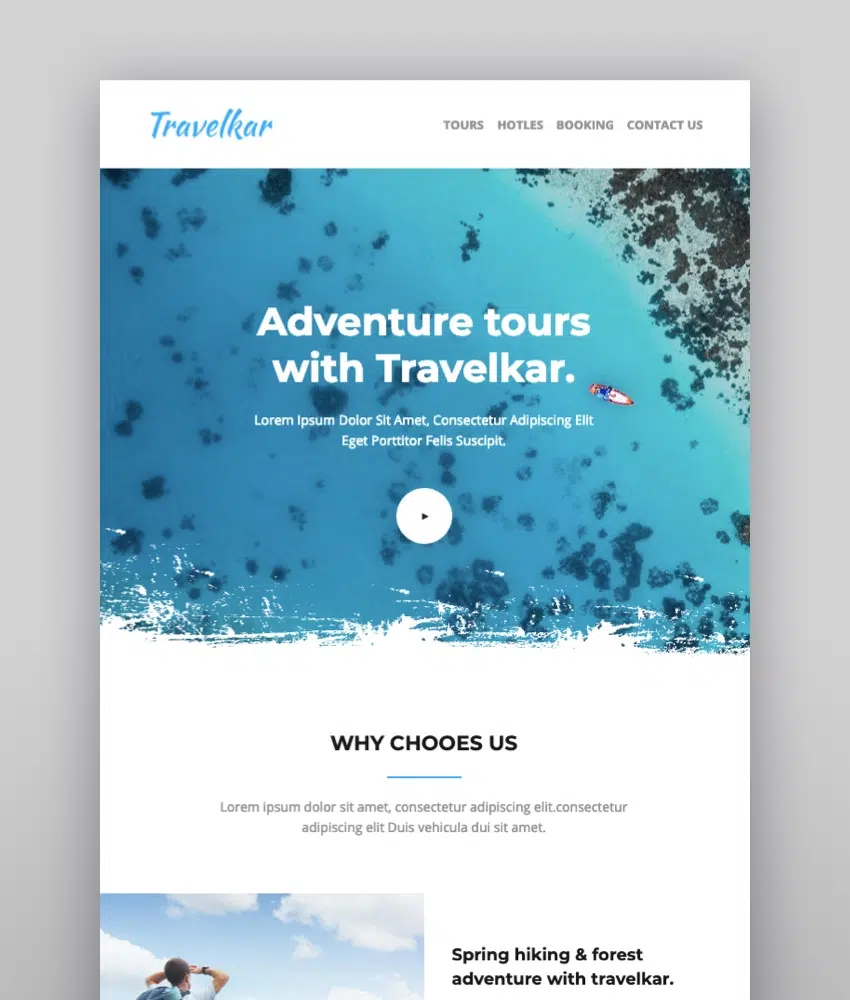 Travelkar
TOURS HOTLES BOOKING CONTACT US
Adventure tours
with Travelkar.
Lorem Ipsum Dolor Sit Amet, Consectetur Adipiscing Elit
Eget Porttitor Felis Suscipit.
WHY CHOOES US
Lorem ipsum dolor sit amet, consectetur adipiscing elit.consectetur
adipiscing elit Duis vehicula dui sit amet.
Spring hiking & forest
adventure with travelkar.